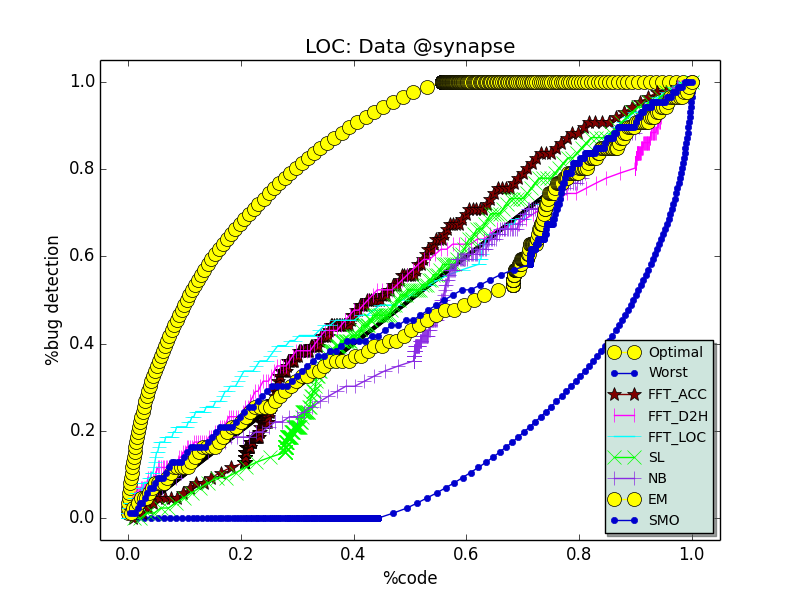 LOC: Data @synapse
1.0
0.8
0.6
0.4
0.2
0.0
%bug detection
0.0 0.2 0.4 0.6 0.8 1.0
%code
Optimal
Worst
FFT_ACC
FFT_D2H
FFT_LOC
SL
NB
EM
SMO